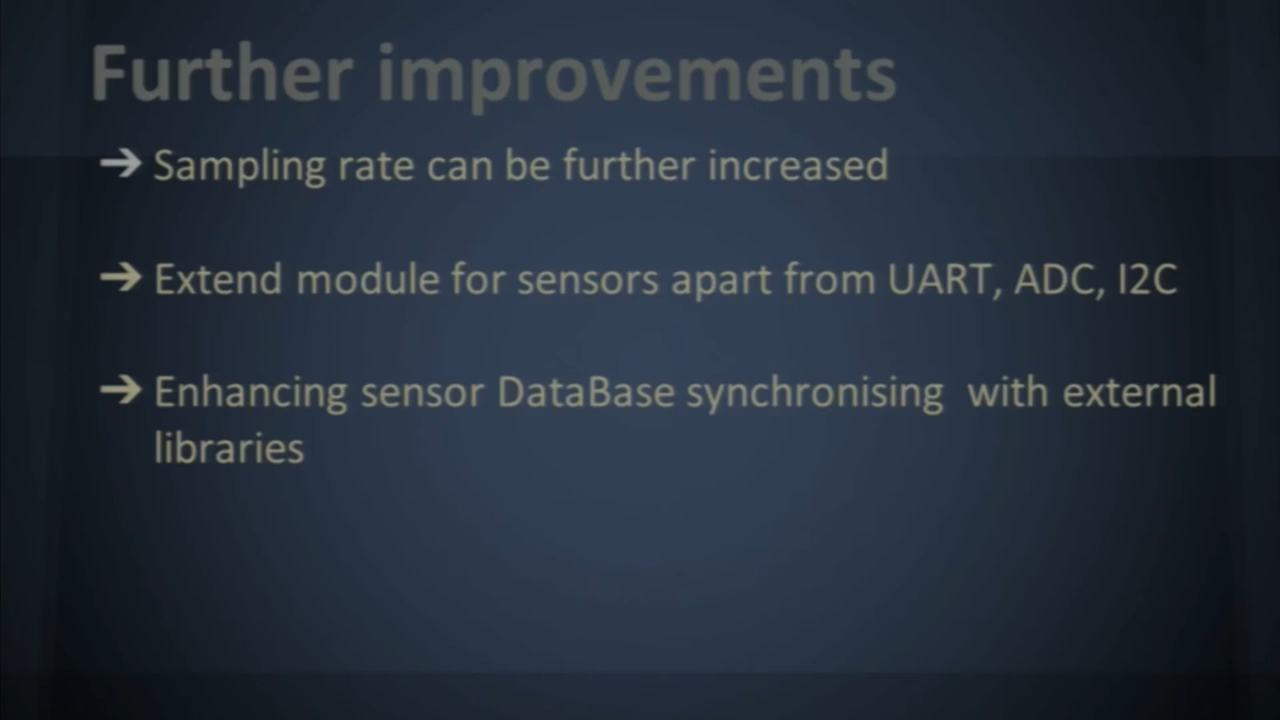 Further improvements
➔ Sampling rate can be further increased
➔ Extend module for sensors apart from UART, ADC, I2C
➔ Enhancing sensor DataBase synchronising  with external
libraries